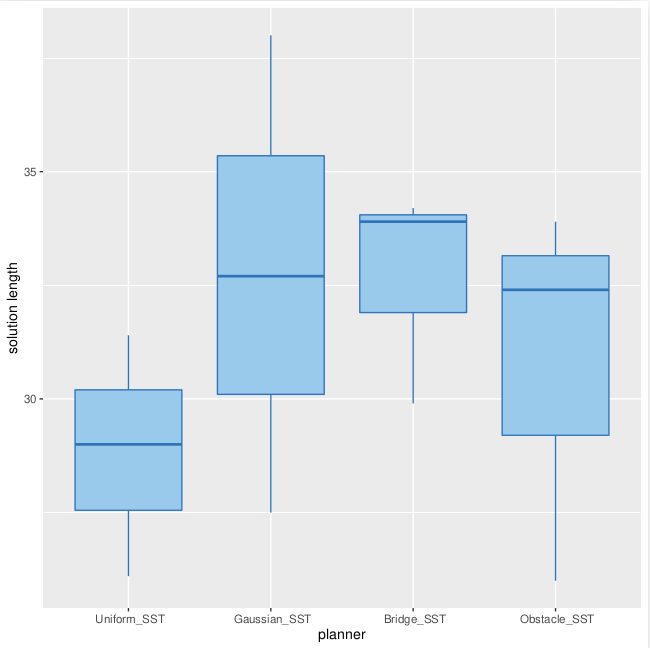 solution length
35
30
Uniform_SST Gaussian_SST Bridge_SST Obstacle_SST
planner